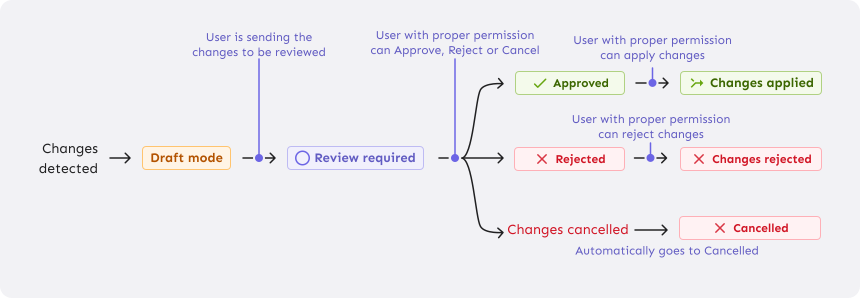 User is sending the
changes to be reviewed
User with proper permission
can Approve, Reject or Cancel
User with proper permission
can apply changes
Approved
Changes applied
User with proper permission
can reject changes
Changes
detected
Draft mode
Review required
Rejected
Changes rejected
Changes cancelled
Cancelled
Automatically goes to Cancelled